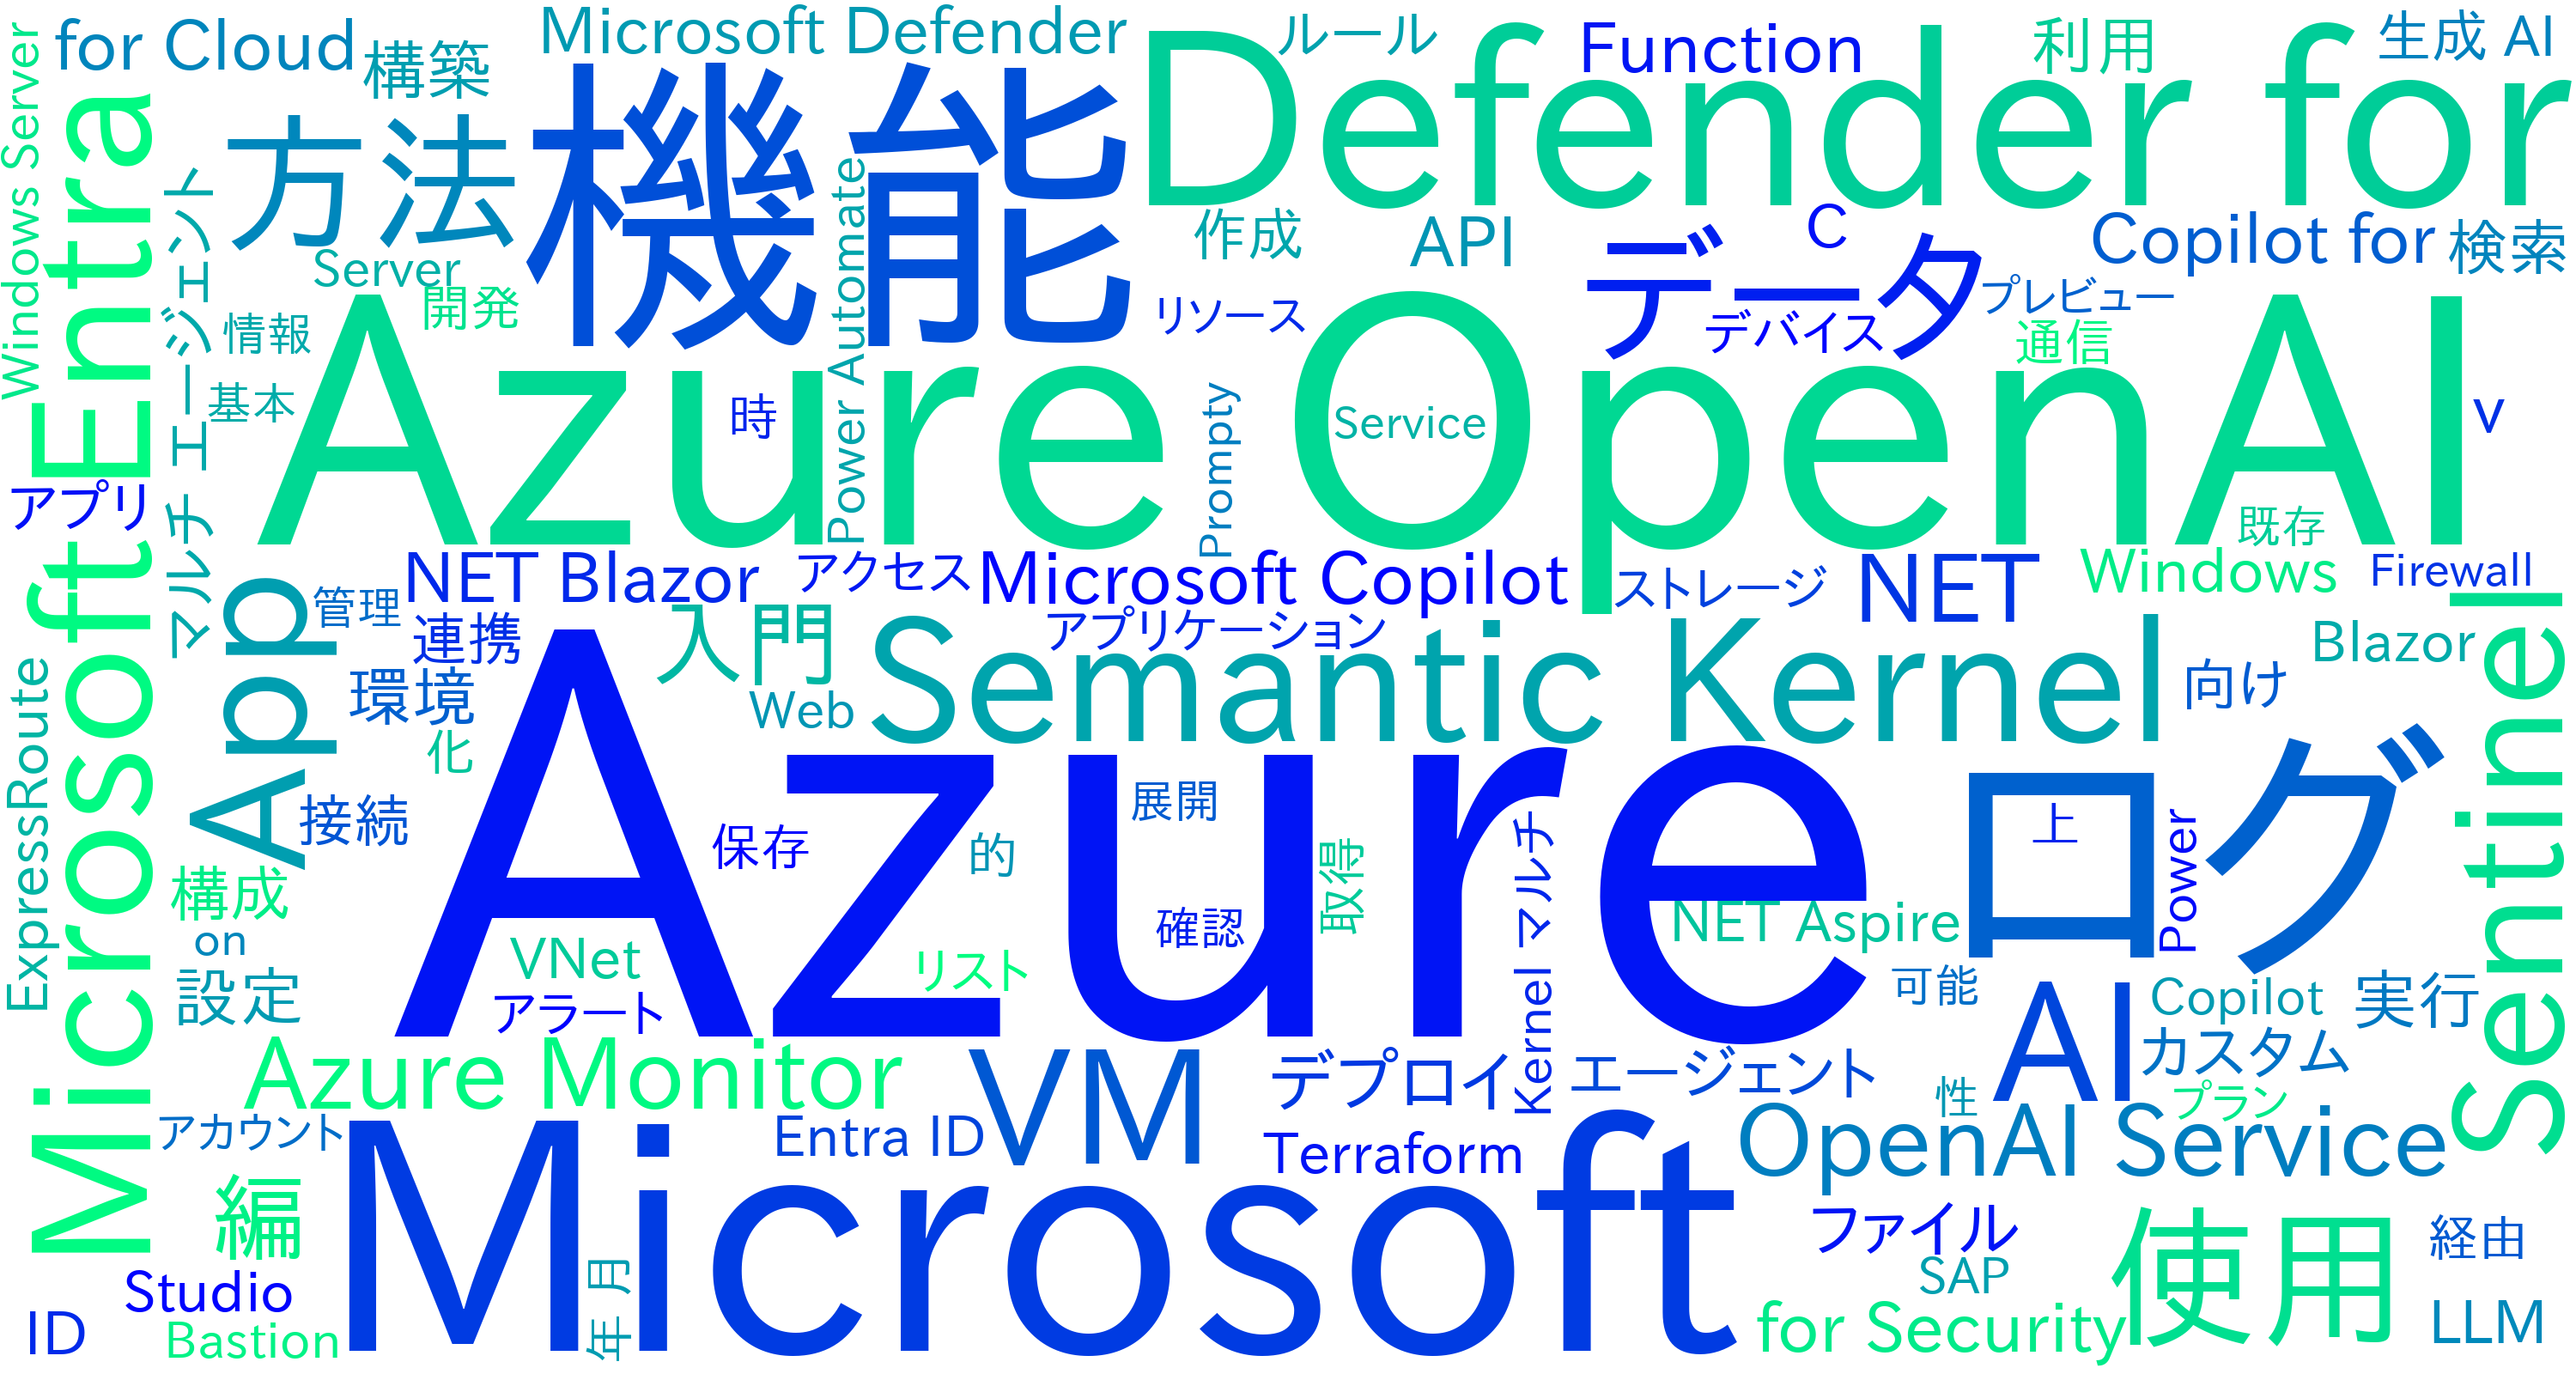 Windows Server
for Cloud
構築
Microsoft Defender
ルール
Function
利用
生成 AI
Microsoft Entra
方法
機能
Defender for
マルチ エージェント
Power Automate
作成
API
C
データ
Copilot for
検索
Server
開発
情報
基本
リソース
デバイス
プレビュー
通信
Azure OpenAI
時
Prompty
Service
v
既存
アプリ
NET Blazor
アクセス
Microsoft Copilot
ストレージ
NET
Windows
Firewall
App
管理
連携
入門
アプリケーション
Semantic Kernel
Blazor
向け
Sentinel
環境
Web
化
ExpressRoute
接続
Azure
保存
的
展開
取得
確認
Kernel マルチ
ログ
上
Power
構成
on
設定
VNet
リスト
アラート
NET Aspire
可能
AI
Copilot
実行
カスタム
Azure Monitor
VM
デプロイ
エージェント
性
プラン
アカウント
Entra ID
Terraform
OpenAI Service
編
Microsoft
年 月
ファイル
SAP
使用
経由
Studio
ID
Bastion
for Security
LLM